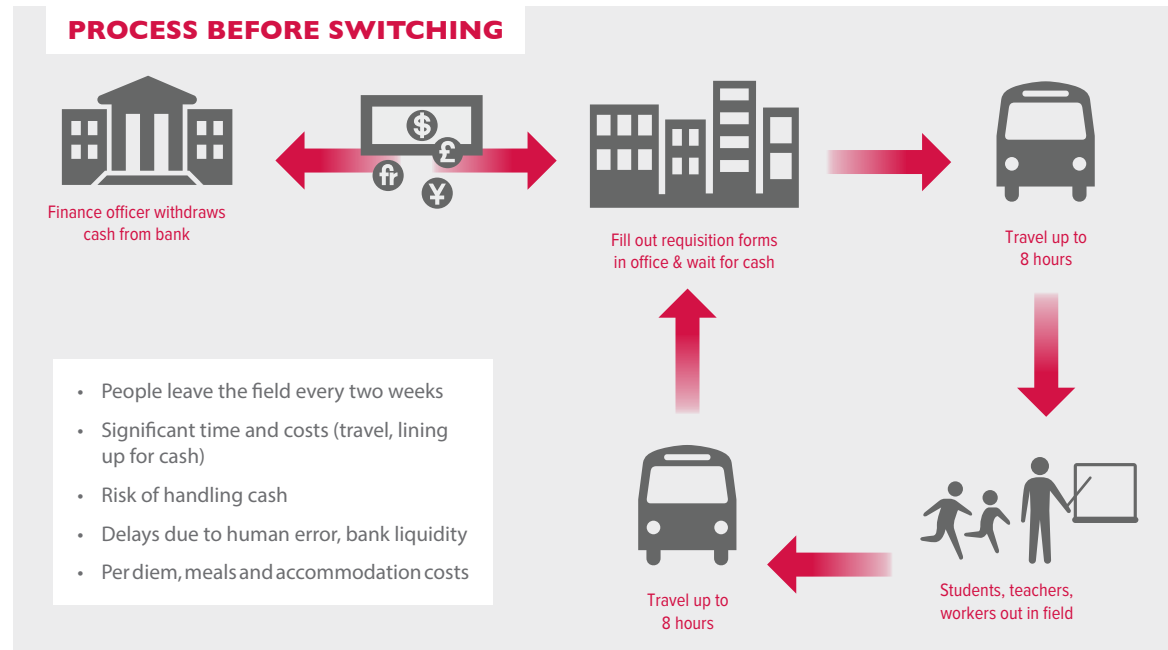 PROCESS BEFORE SWITCHING
$
£
fr
¥
Finance officer withdraws
cash from bank
Fill out requisition forms
in office & wait for cash
Travel up to
8 hours
• People leave the field every two weeks
• Significant time and costs (travel, lining
up for cash)
• Risk of handling cash
• Delays due to human error, bank liquidity
• Per diem, meals and accommodation costs
Travel up to
8 hours
Students, teachers,
workers out in field